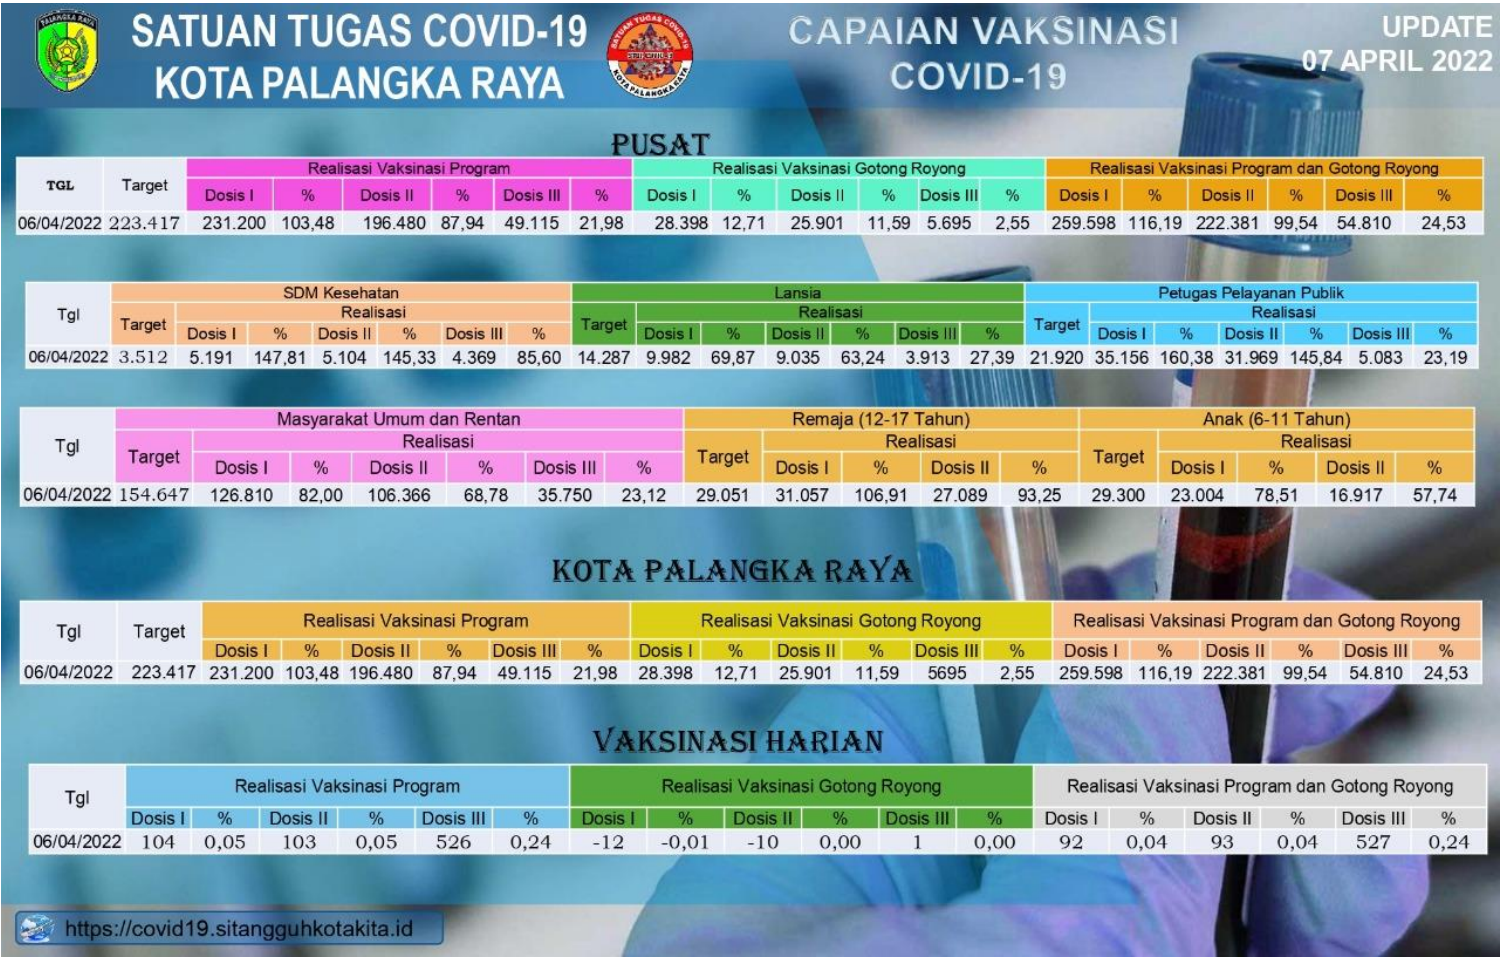 SATUAN TUGAS COVID-19
KOTA PALANGKA RAYA
CAPAIAN VAKSINASI
COVID-19
UPDATE
07 APRIL 2022
PUSAT
TGL Target Realisasi Vaksinasi Program Realisasi Vaksinasi Gotong Royong Realisasi Vaksinasi Program dan Gotong Royong
Dosis I % Dosis II % Dosis III % Dosis I % Dosis II % Dosis III % Dosis I % Dosis II % Dosis III %
06/04/2022 223.417 231.200 103,48 196.480 87,94 49.115 21,98 28.398 12,71 25.901 11,59 5.695 2,55 259.598 116,19 222.381 99,54 54.810 24,53
Tgl SDM Kesehatan Lansia Petugas Pelayanan Publik
Target Realisasi Target Realisasi Target Realisasi
Dosis I % Dosis II % Dosis III % Dosis I % Dosis II % Dosis III % Dosis I % Dosis II % Dosis III %
06/04/2022 3.512 5.191 147,81 5.104 145,33 4.369 85,60 14.287 9.982 69,87 9.035 63,24 3.913 27,39 21.920 35.156 160,38 31.969 145,84 5.083 23,19
Tgl Masyarakat Umum dan Rentan Remaja (12-17 Tahun) Anak (6-11 Tahun)
Target Realisasi Target Realisasi Target Realisasi
Dosis I % Dosis II % Dosis III % Dosis I % Dosis II % Dosis I % Dosis II %
06/04/2022 154.647 126.810 82,00 106.366 68,78 35.750 23,12 29.051 31.057 106,91 27.089 93,25 29.300 23.004 78,51 16.917 57,74
KOTA PALANGKA RAYA
Tgl Target Realisasi Vaksinasi Program Realisasi Vaksinasi Gotong Royong Realisasi Vaksinasi Program dan Gotong Royong
Dosis I % Dosis II % Dosis III % Dosis I % Dosis II % Dosis III % Dosis I % Dosis II % Dosis III %
06/04/2022 223.417 231.200 103,48 196.480 87,94 49.115 21,98 28.398 12,71 25.901 11,59 5695 2,55 259.598 116,19 222.381 99,54 54.810 24,53
VAKSINASI HARIAN
Tgl Realisasi Vaksinasi Program Realisasi Vaksinasi Gotong Royong Realisasi Vaksinasi Program dan Gotong Royong
Dosis I % Dosis II % Dosis III % Dosis I % Dosis II % Dosis III % Dosis I % Dosis II % Dosis III %
06/04/2022 104 0,05 103 0,05 526 0,24 -12 -0,01 -10 0,00 1 0,00 92 0,04 93 0,04 527 0,24
https://covid19.sitangguhkotakita.id